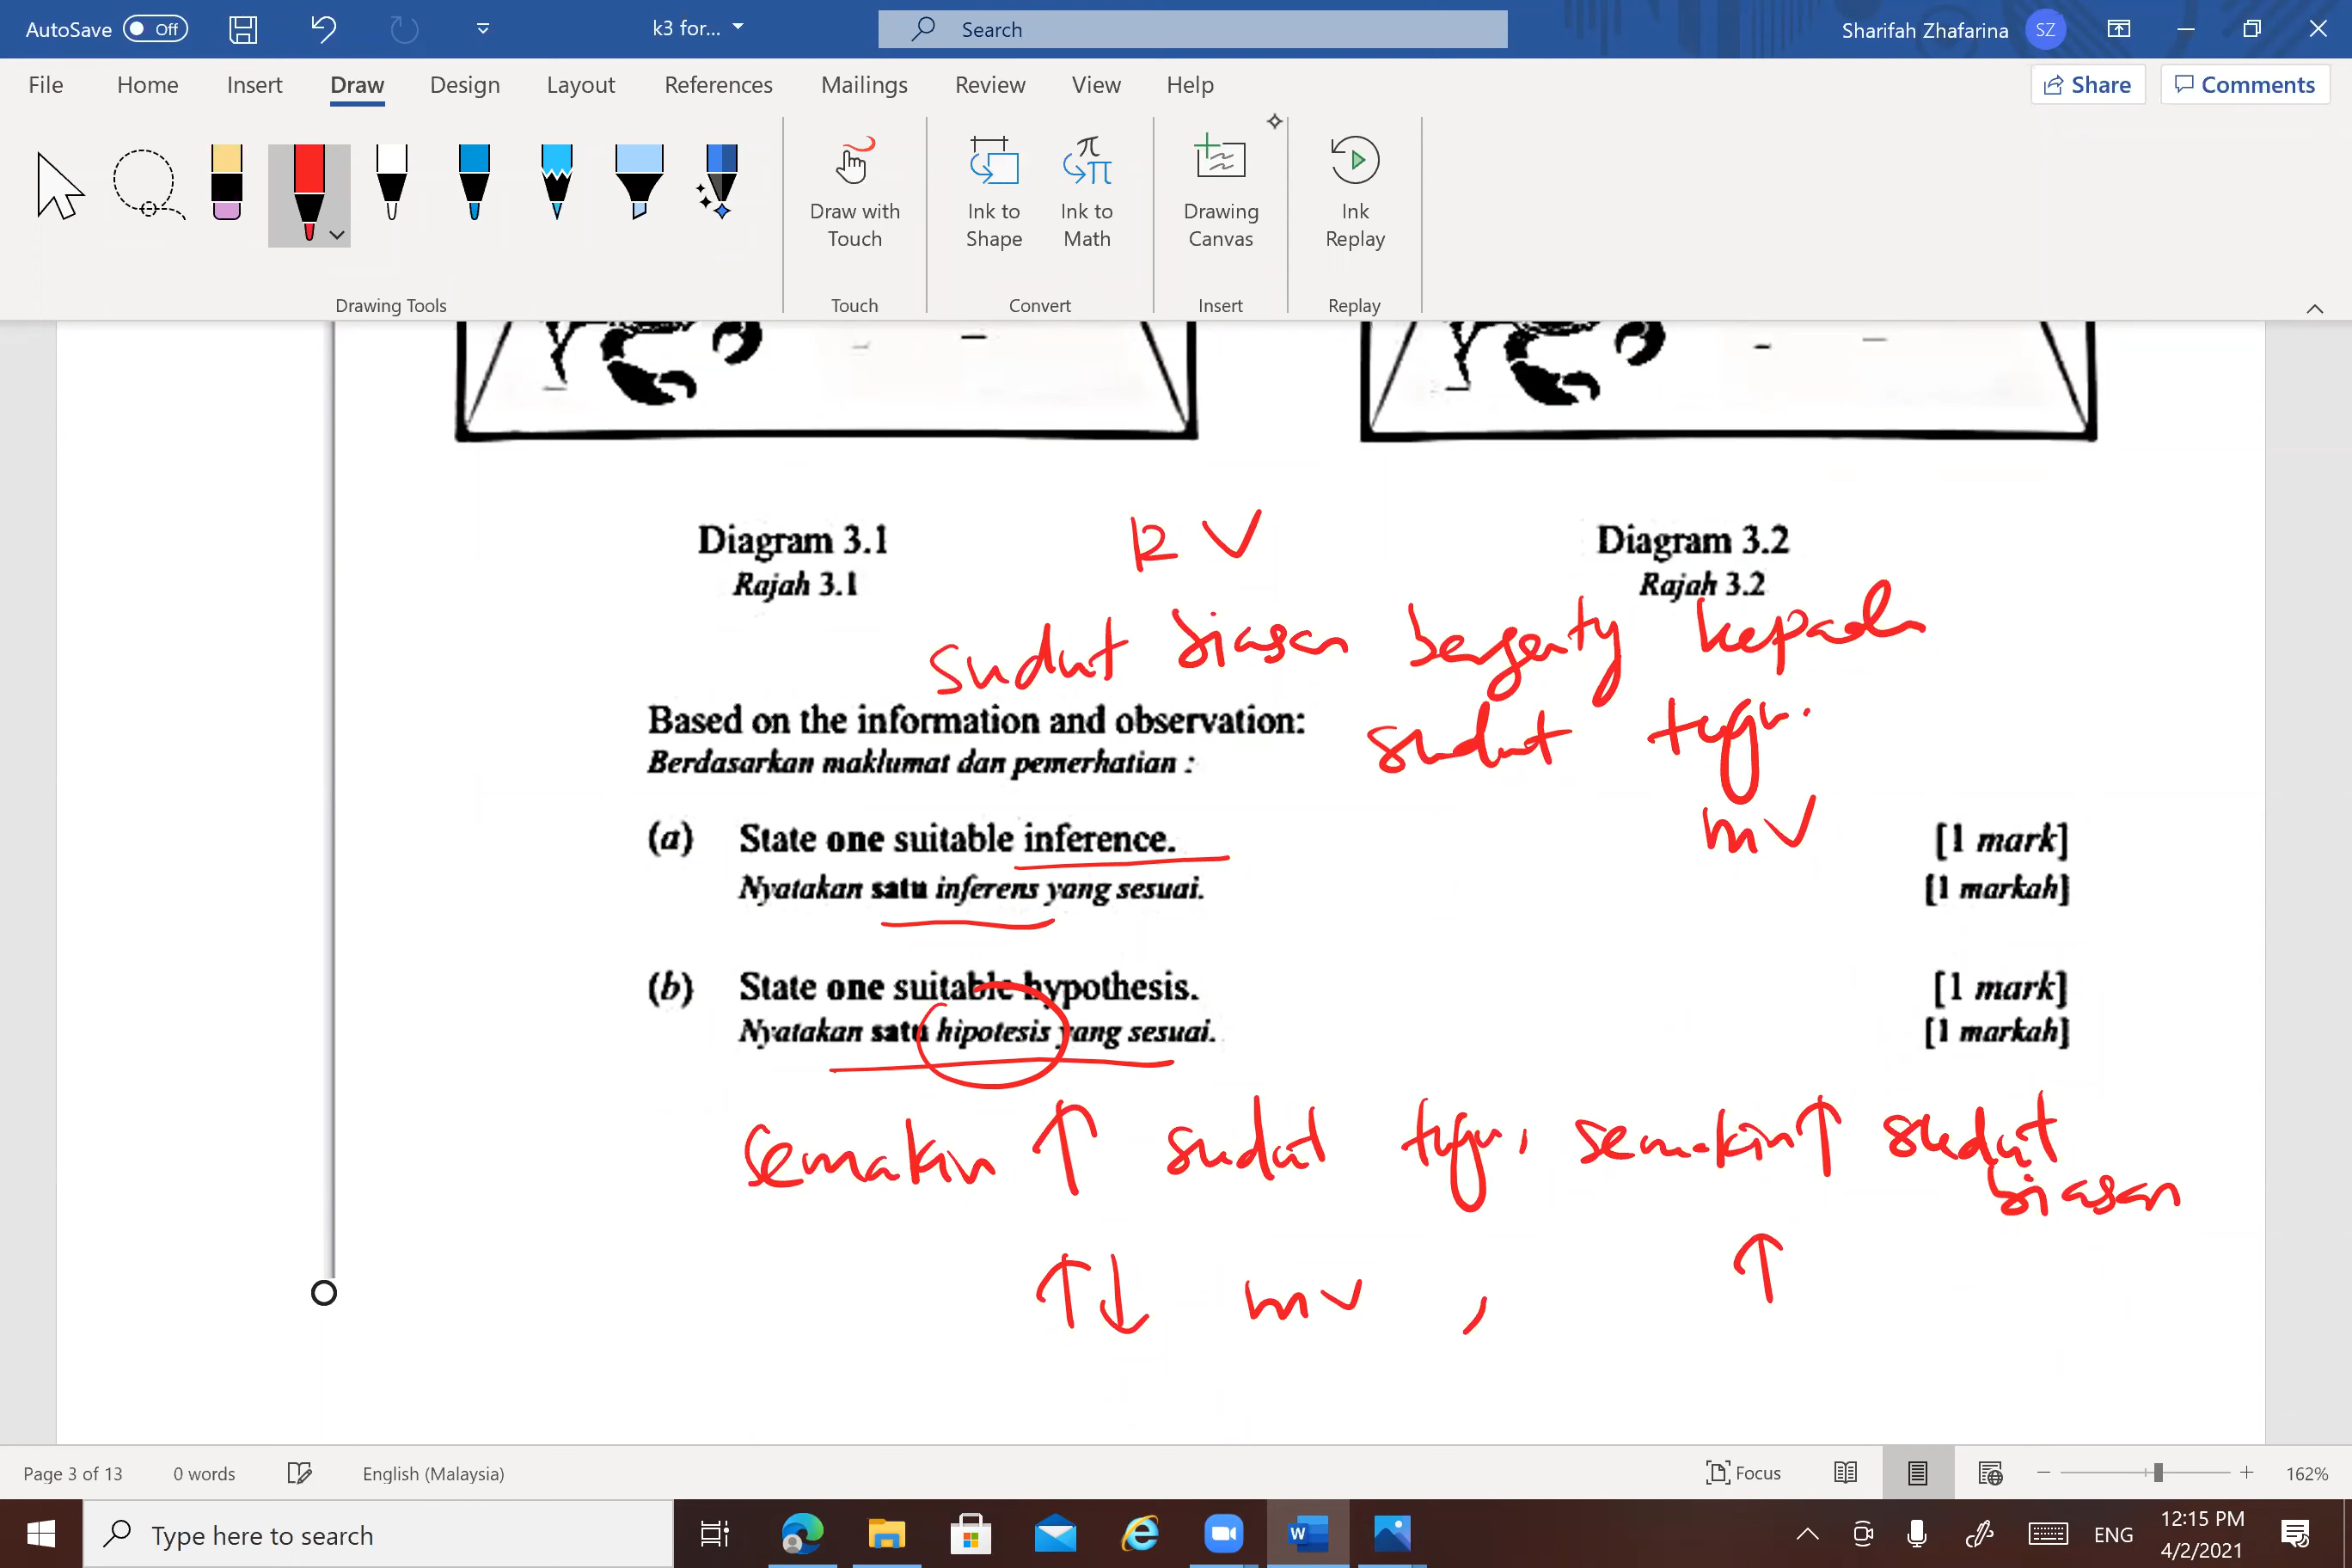 AutoSave Off k3 for... Search Sharifah Zhafarina SZ
File Home Insert Draw Design Layout References Mailings Review View Help Share Comments
Draw with Touch
Ink to Shape
Ink to Math
Drawing Canvas
Ink Replay
Drawing Tools Touch Convert Insert Replay
RV
Diagram 3.1 Diagram 3.2
Rajah 3.1 Rajah 3.2
sudut biasan bergantg kepada
sudut tuju.
Based on the information and observation:
Berdasarkan maklumat dan pemerhatian :
mv
(a) State one suitable inference. [1 mark]
Nyatakan satu inferens yang sesuai. [1 markah]
(b) State one suitable hypothesis. [1 mark]
Nyatakan satu hipotesis yang sesuai. [1 markah]
Semakin ↑ sudut tuju, semakin ↑ sudut
biasan
↑↓ mv , ↑
Page 3 of 13 0 words English (Malaysia) Focus 162%
Type here to search ENG 12:15 PM
4/2/2021